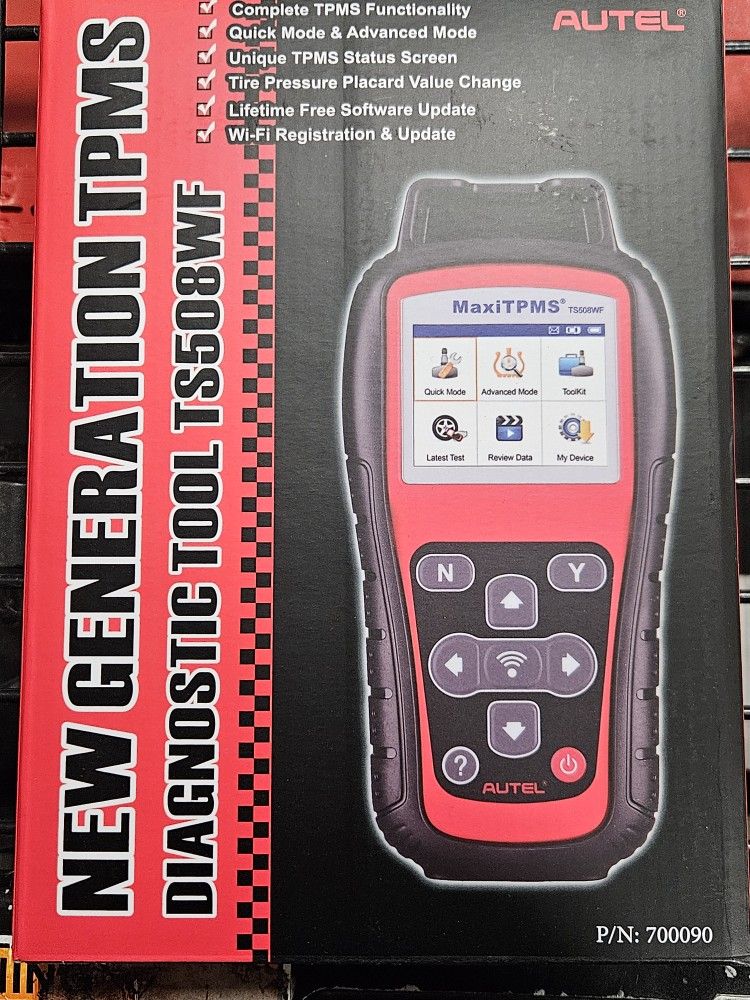 Complete TPMS Functionality
Quick Mode & Advanced Mode
Unique TPMS Status Screen
Tire Pressure Placard Value Change
Lifetime Free Software Update
Wi-Fi Registration & Update
AUTEL®
NEW GENERATION TPMS
DIAGNOSTIC TOOL TS508WF
MaxiTPMS® TS508WF
Quick Mode
Advanced Mode
ToolKit
Latest Test
Review Data
My Device
N
Y
?
AUTEL®
P/N: 700090